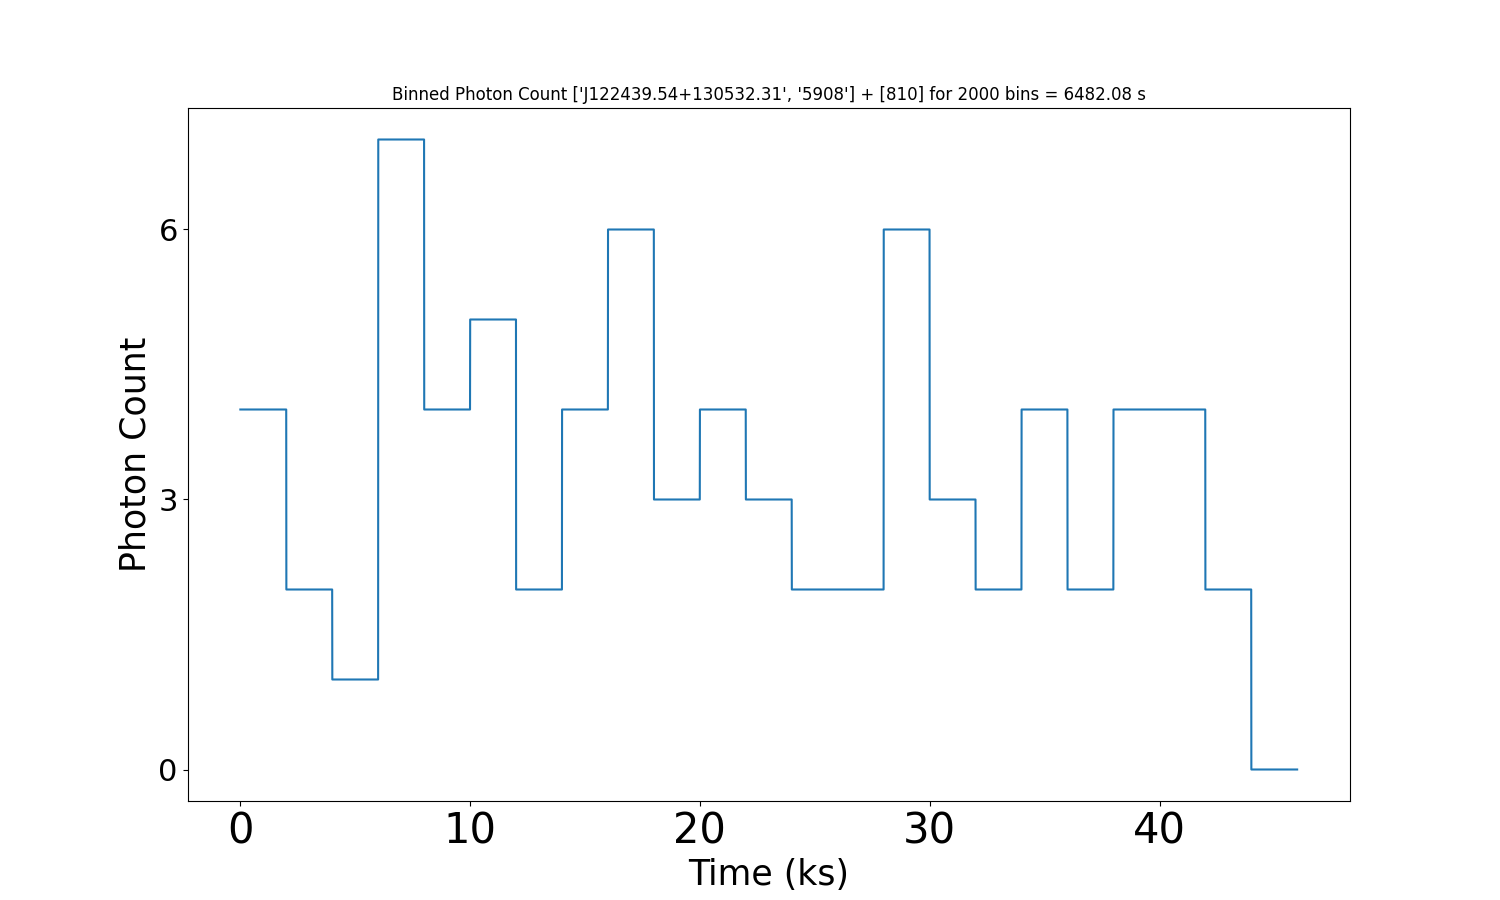 Binned Photon Count ['J122439.54+130532.31', '5908'] + [810] for 2000 bins = 6482.08 s
6
3
0
Photon Count
0 10 20 30 40
Time (ks)